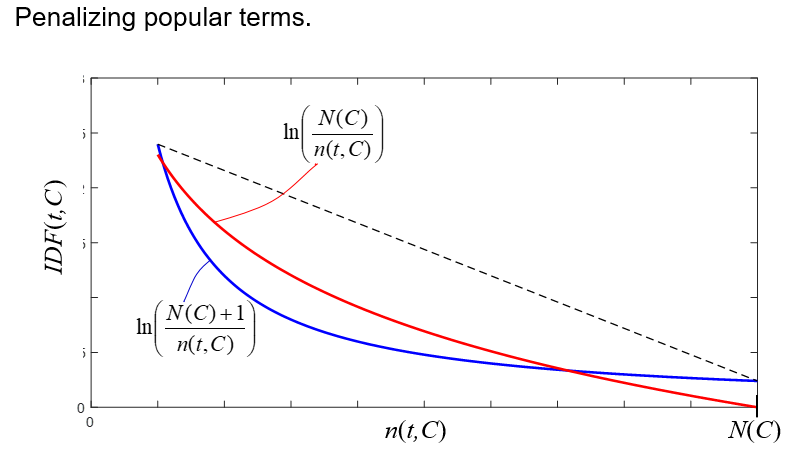 Penalizing popular terms.
ln(N(C)/n(t,C))
IDF(t,C)
ln((N(C)+1)/n(t,C))
0
0
n(t,C)
N(C)